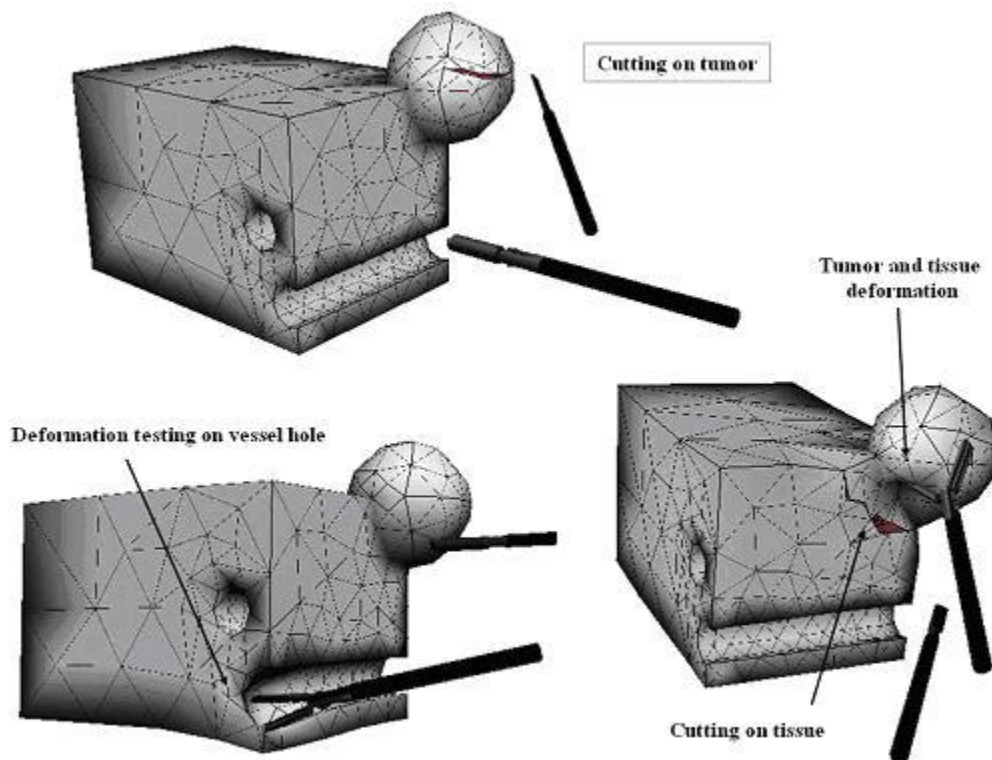 Cutting on tumor
Tumor and tissue
deformation
Deformation testing on vessel hole
Cutting on tissue